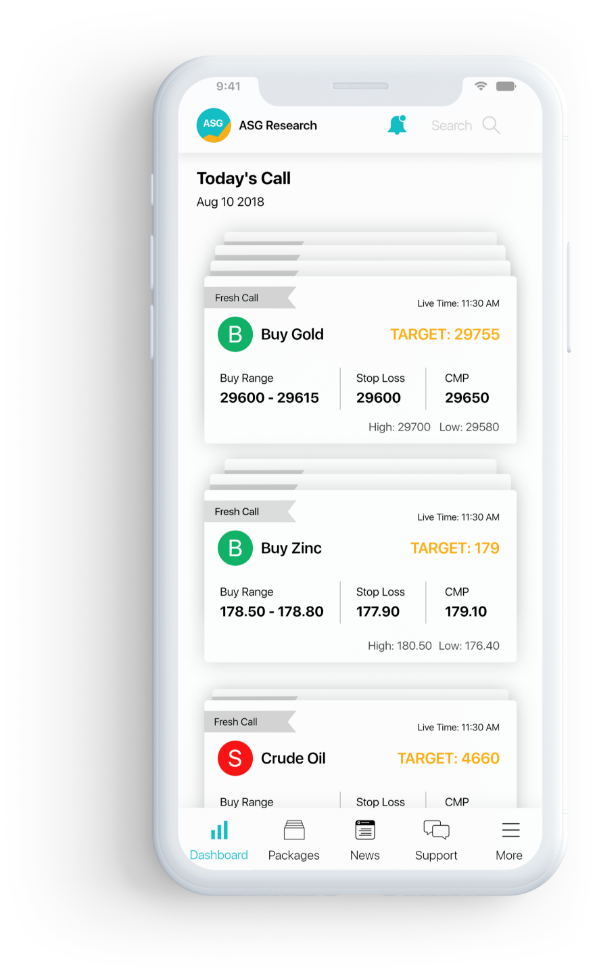 9:41
ASG
ASG Research
Search
Today's Call
Aug 10 2018
Fresh Call
Live Time: 11:30 AM
B
Buy Gold
TARGET: 29755
Buy Range
Stop Loss
CMP
29600 - 29615
29600
29650
High: 29700 Low: 29580
Fresh Call
Live Time: 11:30 AM
B
Buy Zinc
TARGET: 179
Buy Range
Stop Loss
CMP
178.50 - 178.80
177.90
179.10
High: 180.50 Low: 176.40
Fresh Call
Live Time: 11:30 AM
S
Crude Oil
TARGET: 4660
Buy Range
Stop Loss
CMP
Dashboard
Packages
News
Support
More